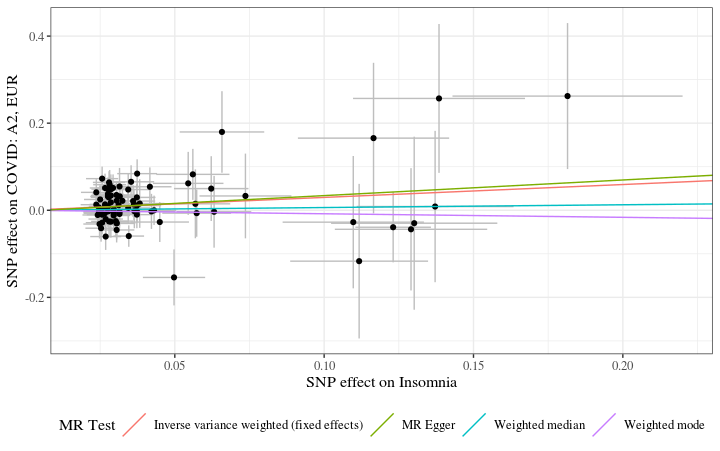 SNP effect on COVID: A2, EUR
0.4
0.2
0.0
-0.2
0.05 0.10 0.15 0.20
SNP effect on Insomnia
MR Test Inverse variance weighted (fixed effects) MR Egger Weighted median Weighted mode